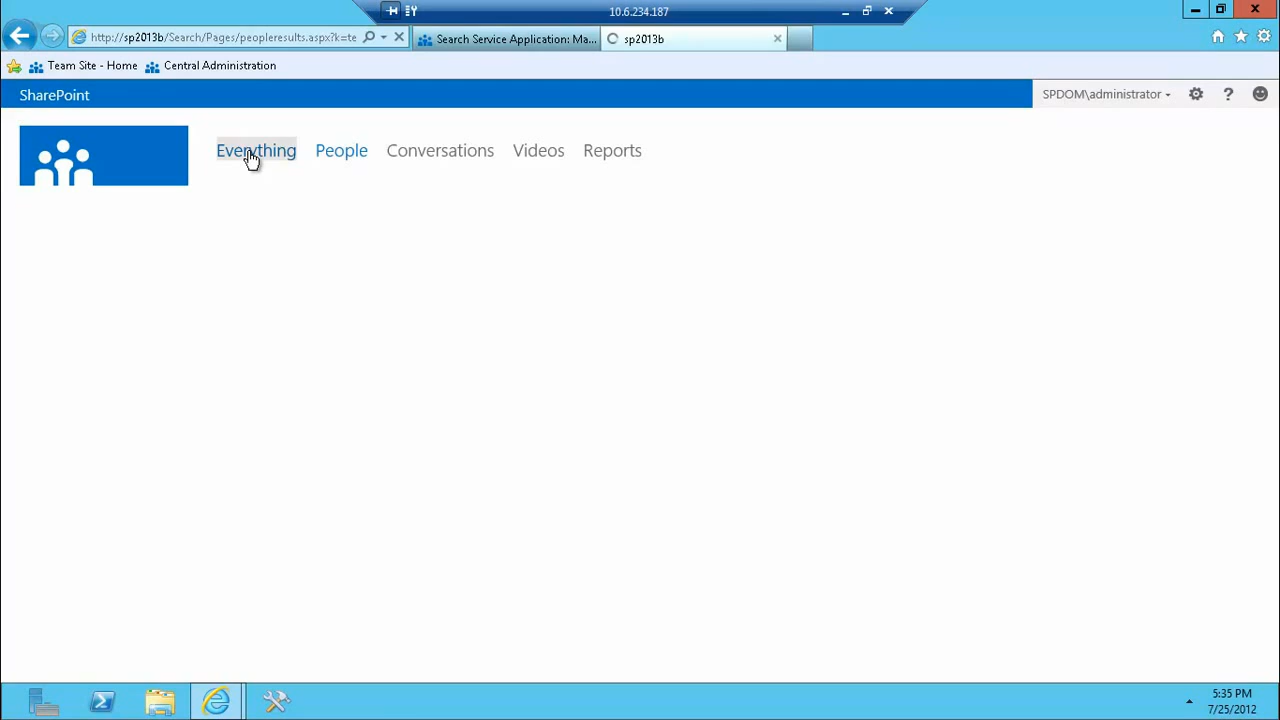 10.6.234.187
http://sp2013b/Search/Pages/peopleresults.aspx?k=te
Search Service Application: Ma...
sp2013b
Team Site - Home
Central Administration
SharePoint
SPDOM\administrator
?
Everything
People
Conversations
Videos
Reports
5:35 PM
7/25/2012